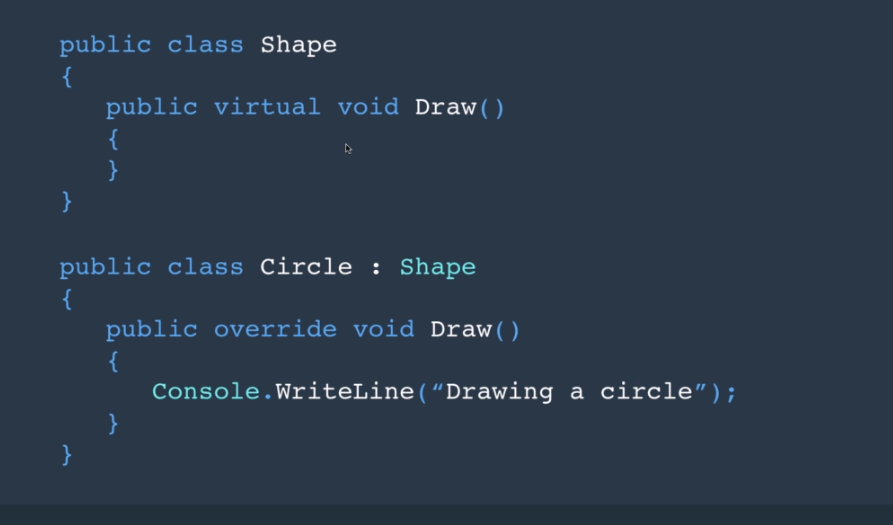 public class Shape
{
   public virtual void Draw()
   {
   }
}

public class Circle : Shape
{
   public override void Draw()
   {
      Console.WriteLine(“Drawing a circle”);
   }
}